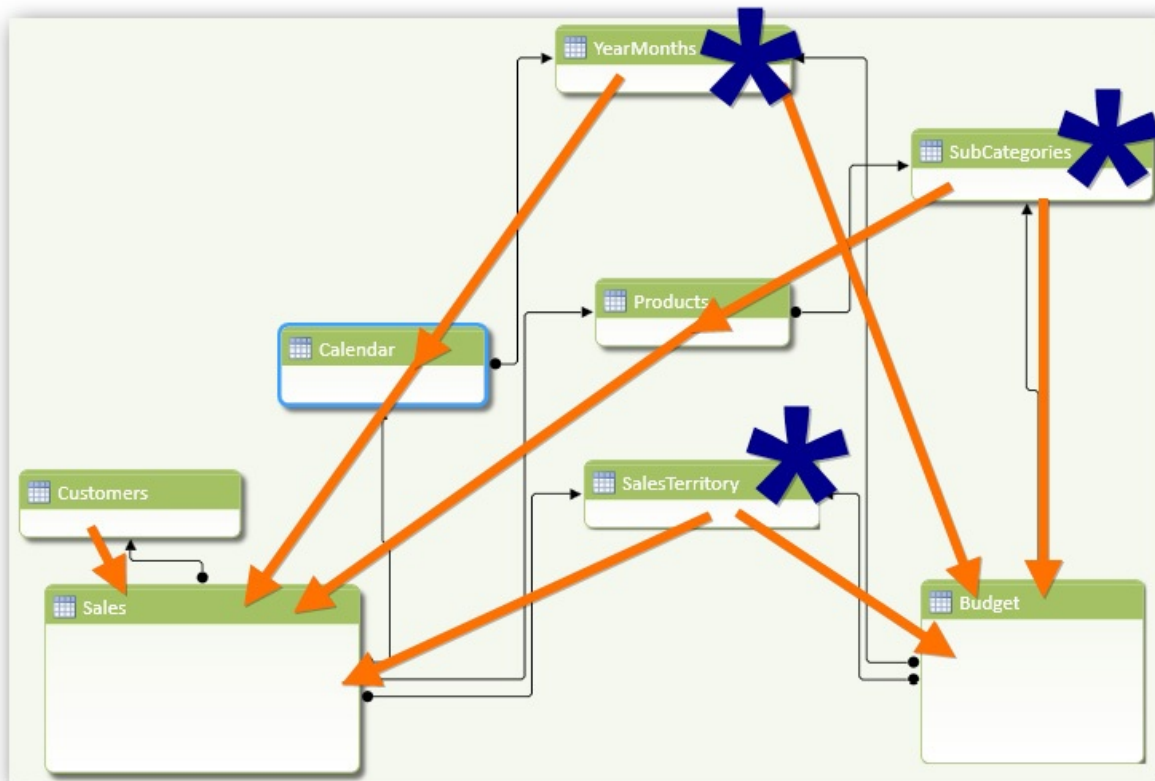 YearMonths
SubCategories
Products
Calendar
SalesTerritory
Customers
Sales
Budget